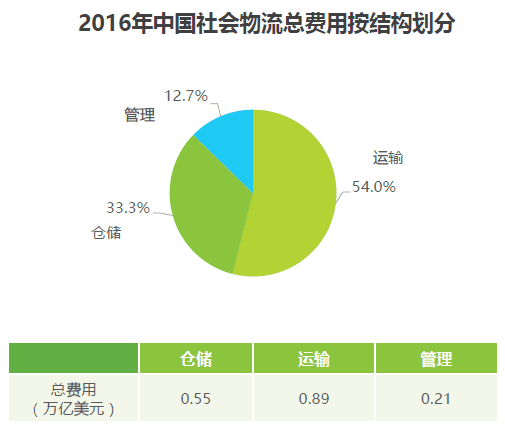 2016年中国社会物流总费用按结构划分
12.7%
管理
运输
54.0%
33.3%
仓储
仓储 运输 管理
总费用
（万亿美元） 0.55 0.89 0.21